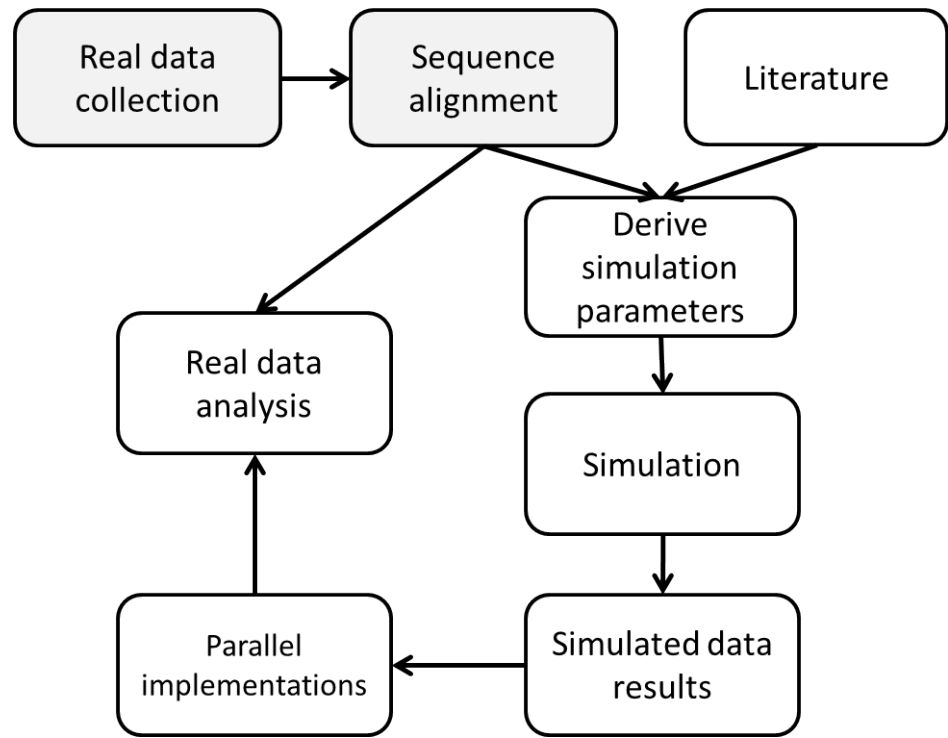 Real data
collection
Sequence
alignment
Literature
Derive
simulation
parameters
Real data
analysis
Simulation
Parallel
implementations
Simulated data
results